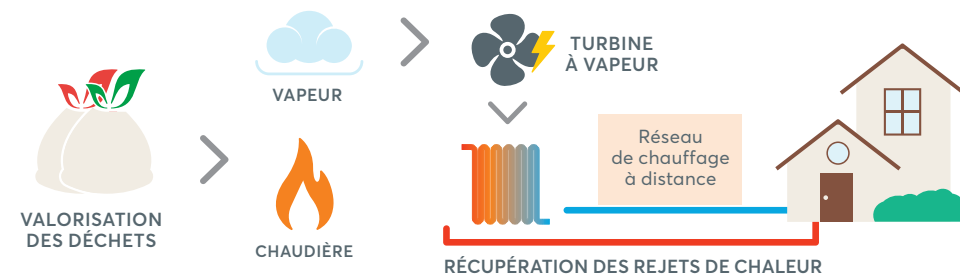 VALORISATION
DES DÉCHETS
VAPEUR
CHAUDIÈRE
TURBINE
À VAPEUR
Réseau
de chauffage
à distance
RÉCUPÉRATION DES REJETS DE CHALEUR